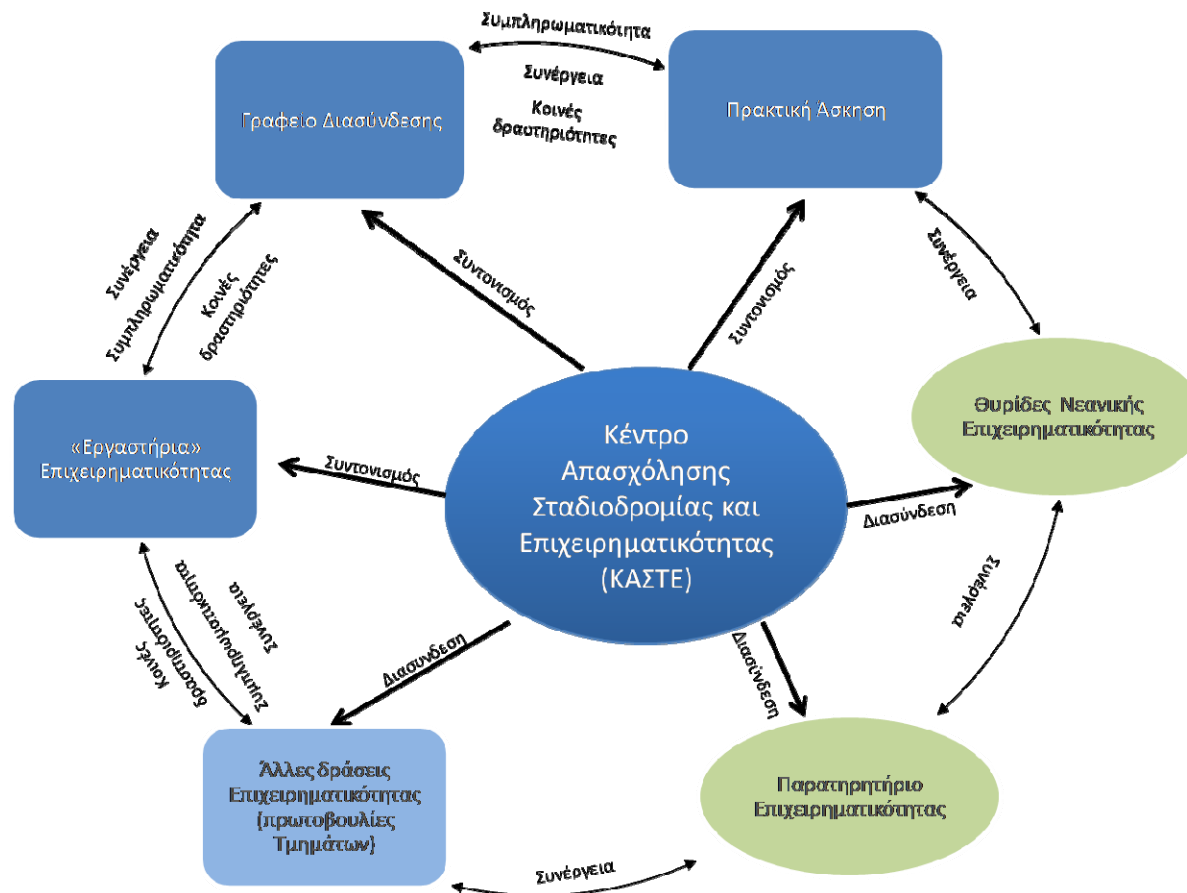 Συμπληρωματικότητα
Συνέργεια
Κοινές
δραστηριότητες
Γραφείο Διασύνδεσης
Πρακτική Άσκηση
Συνέργεια
Συμπληρωματικότητα
Κοινές
δραστηριότητες
Συντονισμός
Συντονισμός
Συνέργεια
«Εργαστήρια»
Επιχειρηματικότητας
Συντονισμός
Κέντρο
Απασχόλησης
Σταδιοδρομίας και
Επιχειρηματικότητας
(ΚΑΣΤΕ)
Θυρίδες Νεανικής
Επιχειρηματικότητας
Διασύνδεση
Συνέργεια
Συμπληρωματικότητα
Κοινές
δραστηριότητες
Διασύνδεση
Διασύνδεση
Συνέργεια
Άλλες δράσεις
Επιχειρηματικότητας
(πρωτοβουλίες
Τμημάτων)
Παρατηρητήριο
Επιχειρηματικότητας
Συνέργεια